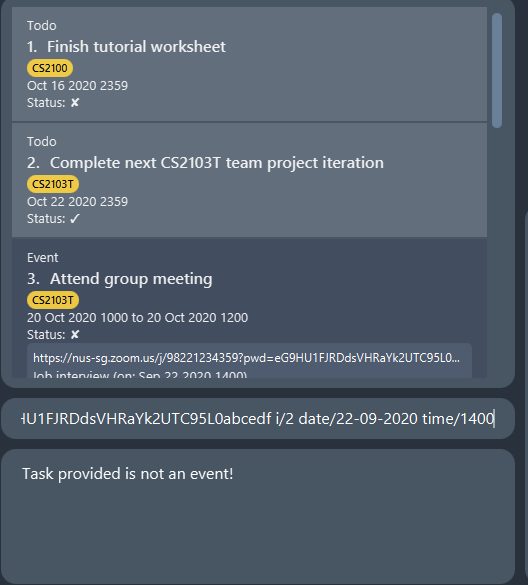 Todo
1. Finish tutorial worksheet
CS2100
Oct 16 2020 2359
Status: ✘
Todo
2. Complete next CS2103T team project iteration
CS2103T
Oct 22 2020 2359
Status: ✓
Event
3. Attend group meeting
CS2103T
20 Oct 2020 1000 to 20 Oct 2020 1200
Status: ✘
https://nus-sg.zoom.us/j/98221234359?pwd=eG9HU1FJRDdsVHRaYk2UTC95L0...
Job interview (on: Sep 22 2020 1400)
HU1FJRDdsVHRaYk2UTC95L0abcedf i/2 date/22-09-2020 time/1400
Task provided is not an event!